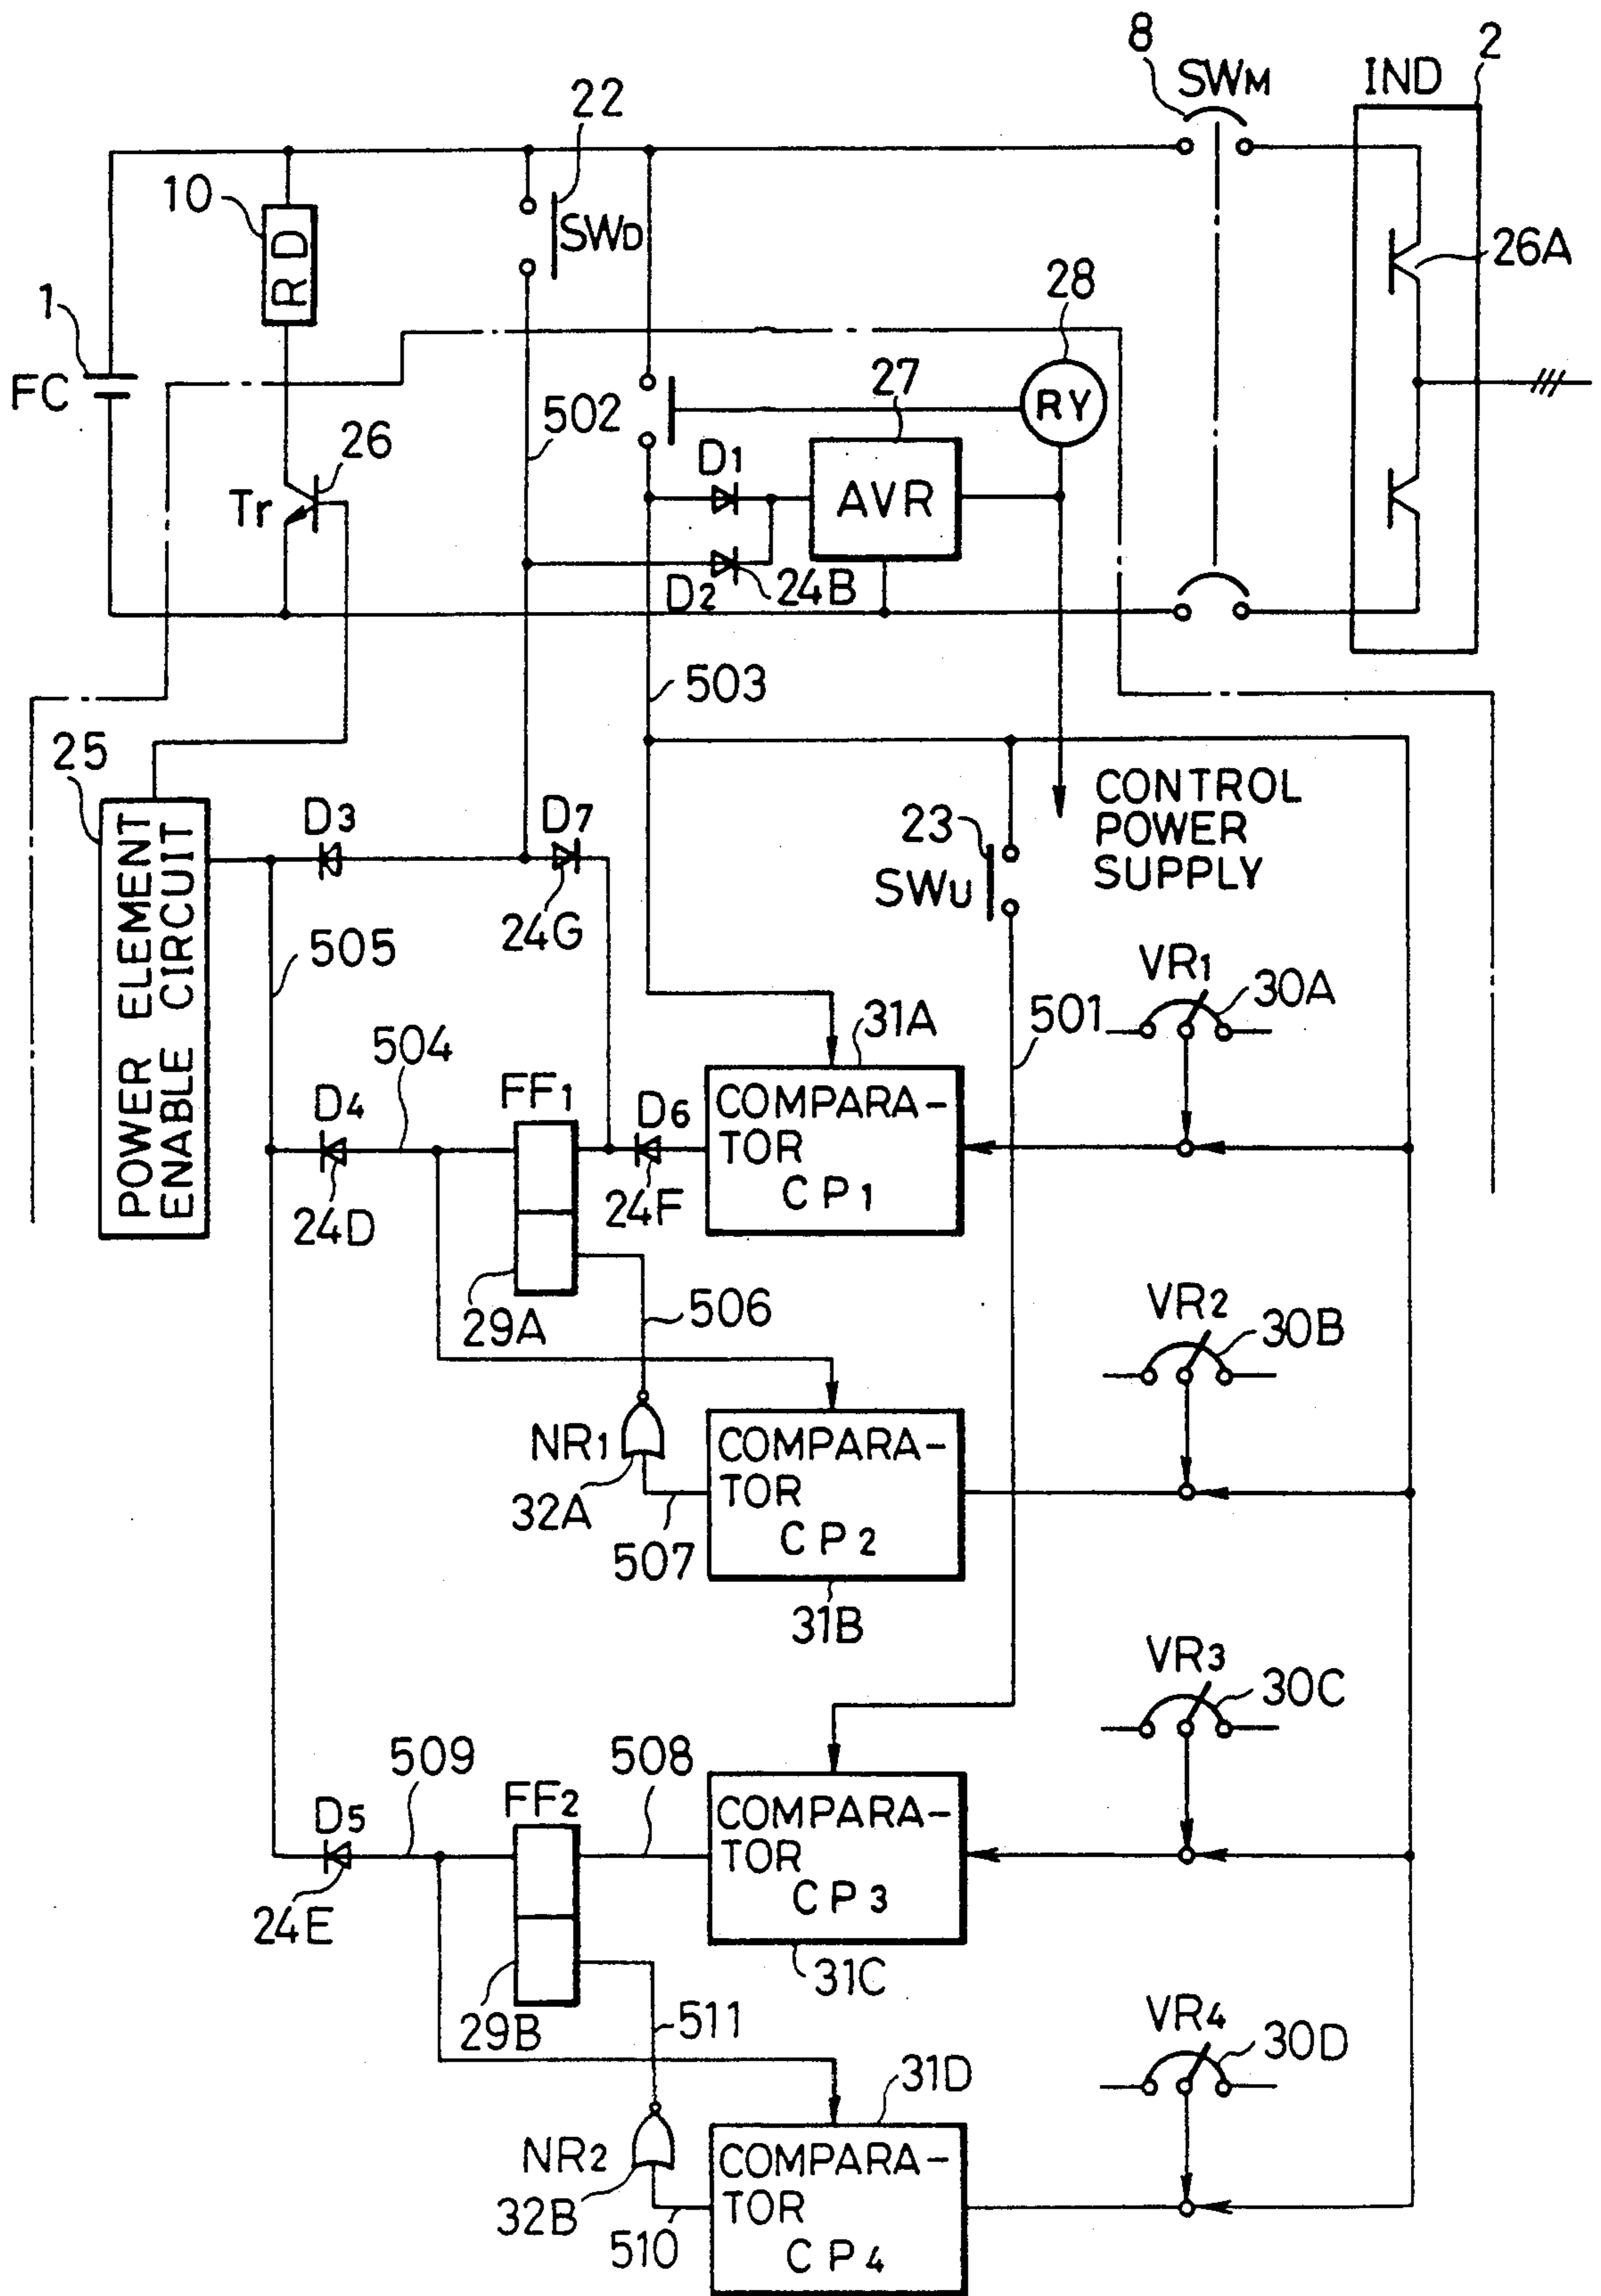 8
SWM
IND
2
22
SWD
10
RD
26A
1
FC
28
RY
27
502
26
Tr
D1
AVR
D2
24B
503
25
POWER ELEMENT
ENABLE CIRCUIT
D3
D7
24G
CONTROL
POWER
SUPPLY
23
SWU
505
VR1
30A
501
504
31A
D4
FF1
D6
COMPARA-
TOR
CP1
24D
24F
29A
506
VR2
30B
NR1
32A
COMPARA-
TOR
CP2
507
31B
VR3
30C
509
508
FF2
D5
COMPARA-
TOR
CP3
24E
31C
29B
511
VR4
30D
31D
NR2
32B
COMPARA-
TOR
CP4
510